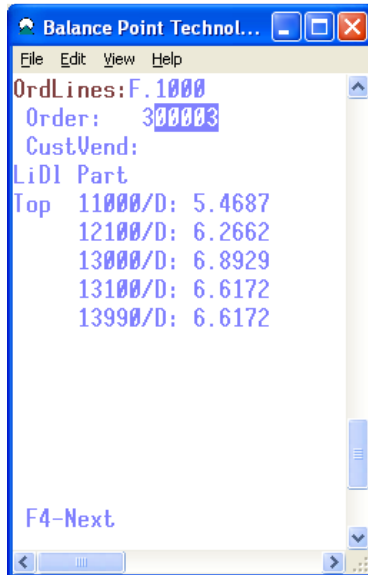 Balance Point Technol...
File Edit View Help
OrdLines:F.1000
Order: 300003
CustVend:
LiDl Part
Top 11000/D: 5.4687
12100/D: 6.2662
13000/D: 6.8929
13100/D: 6.6172
13990/D: 6.6172
F4-Next